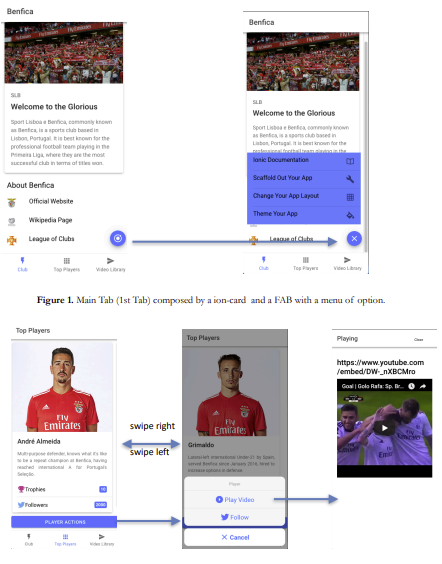 Benfica
SLB
Welcome to the Glorious
Sport Lisboa e Benfica, commonly known
as Benfica, is a sports club based in
Lisbon, Portugal. It is best known for the
professional football team playing in the
Primeira Liga, where they are the most
successful club in terms of titles won.
About Benfica
Official Website
Wikipedia Page
League of Clubs
Club Top Players Video Library
Benfica
SLB
Welcome to the Glorious
Sport Lisboa e Benfica, commonly known
as Benfica, is a sports club based in
Lisbon, Portugal. It is best known for the
professional football team playing in the
Ionic Documentation
Scaffold Out Your App
Change Your App Layout
Theme Your App
League of Clubs
Club Top Players Video Library
Figure 1. Main Tab (1st Tab) composed by a ion-card and a FAB with a menu of option.
Top Players
Fly
Emirates
André Almeida
Multi-purpose defender, know what it's like
to be a repeat champion at Benfica, having
reached international A for Portugal's
Seleção.
Trophies
Followers
PLAYER ACTIONS
Club Top Players Video Library
swipe right
swipe left
Top Players
Fly
Emirates
Grimaldo
Lateral-left international Under-21 by Spain,
served Benfica since January 2016, hired to
increase options in defense
Player
Play Video
Follow
Cancel
Playing Close
https://www.youtube.com
/embed/DW-_nXBCMro
Goal | Golo Rafa: Sp. Br...